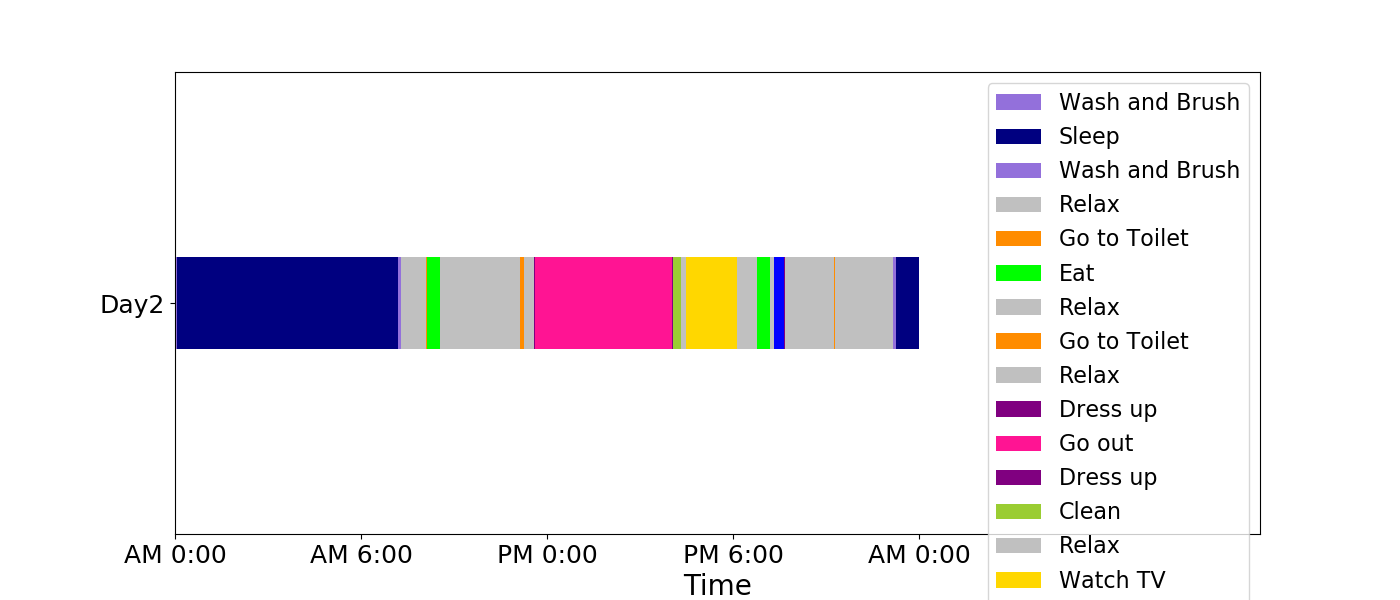 Wash and Brush
Sleep
Wash and Brush
Relax
Go to Toilet
Eat
Relax
Go to Toilet
Relax
Dress up
Go out
Dress up
Clean
Relax
Watch TV
Day2
AM 0:00 AM 6:00 PM 0:00 PM 6:00 AM 0:00
Time